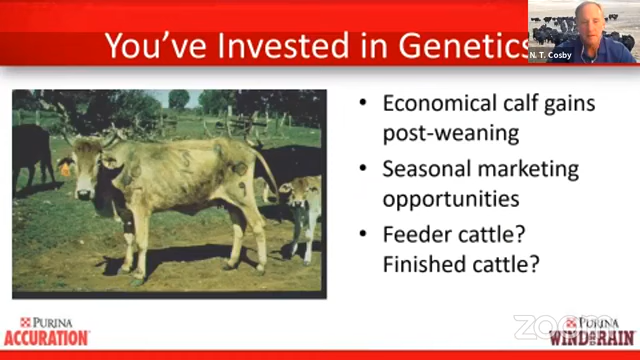 You've Invested in Genetics
N. T. Cosby
• Economical calf gains
post-weaning
• Seasonal marketing
opportunities
• Feeder cattle?
Finished cattle?
PURINA
ACCURATION
zoom
PURINA
WIND AND RAIN